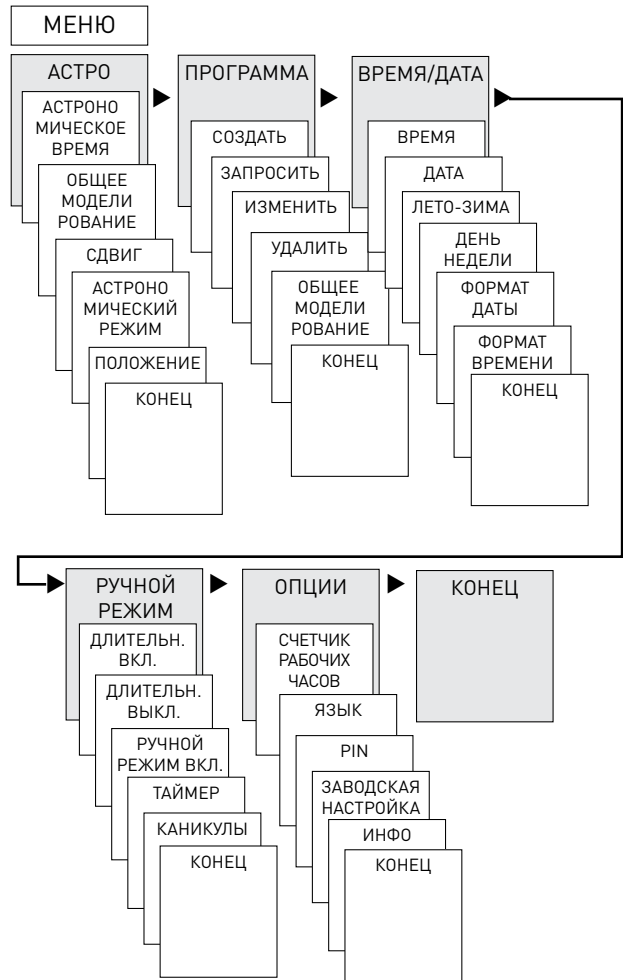 МЕНЮ
АСТРО
АСТРОНО
МИЧЕСКОЕ
ВРЕМЯ
ОБЩЕЕ
МОДЕЛИ
РОВАНИЕ
СДВИГ
АСТРОНО
МИЧЕСКИЙ
РЕЖИМ
ПОЛОЖЕНИЕ
КОНЕЦ
ПРОГРАММА
СОЗДАТЬ
ЗАПРОСИТЬ
ИЗМЕНИТЬ
УДАЛИТЬ
ОБЩЕЕ
МОДЕЛИ
РОВАНИЕ
КОНЕЦ
ВРЕМЯ/ДАТА
ВРЕМЯ
ДАТА
ЛЕТО-ЗИМА
ДЕНЬ
НЕДЕЛИ
ФОРМАТ
ДАТЫ
ФОРМАТ
ВРЕМЕНИ
КОНЕЦ
РУЧНОЙ
РЕЖИМ
ДЛИТЕЛЬН.
ВКЛ.
ДЛИТЕЛЬН.
ВЫКЛ.
РУЧНОЙ
РЕЖИМ ВКЛ.
ТАЙМЕР
КАНИКУЛЫ
КОНЕЦ
ОПЦИИ
СЧЕТЧИК
РАБОЧИХ
ЧАСОВ
ЯЗЫК
PIN
ЗАВОДСКАЯ
НАСТРОЙКА
ИНФО
КОНЕЦ
КОНЕЦ